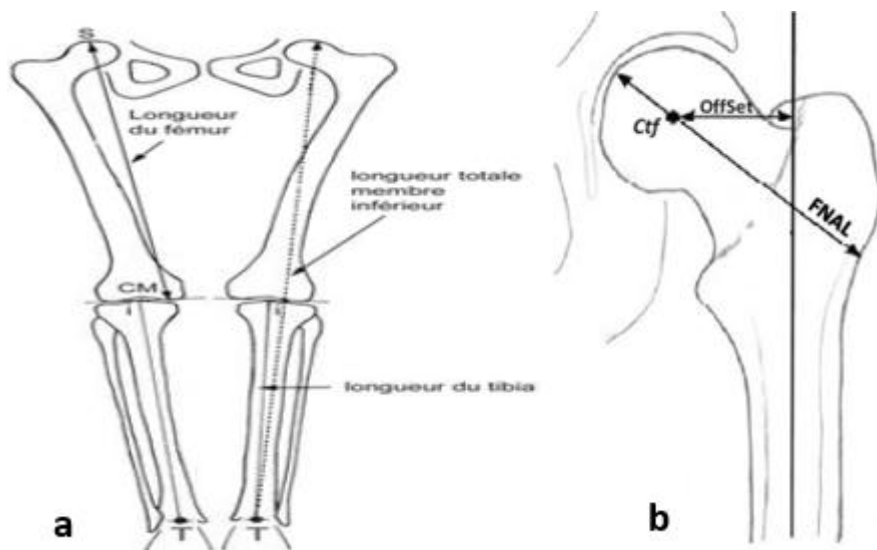 S
Longueur
du fémur
longueur totale
membre
inférieur
CM
i
i
longueur du tibia
T
T
a
OffSet
Ctf
FNAL
b